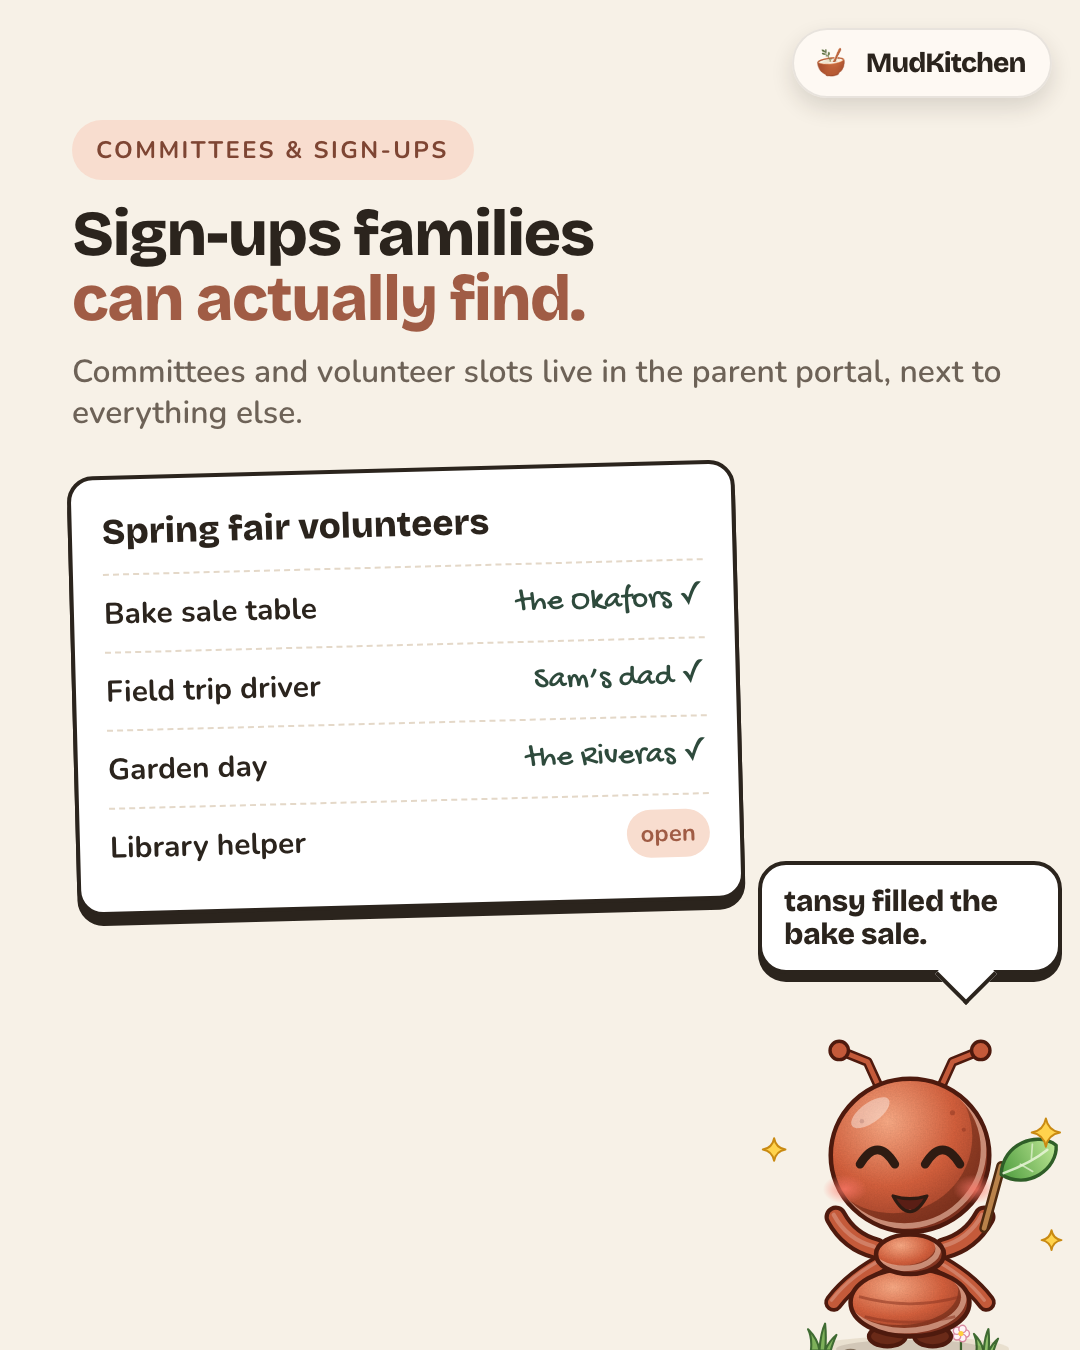 MudKitchen
COMMITTEES & SIGN-UPS
Sign-ups families
can actually find.
Committees and volunteer slots live in the parent portal, next to
everything else.
Spring fair volunteers
Bake sale table the Okafors ✓
Field trip driver Sam's dad ✓
Garden day the Riveras ✓
Library helper open
tansy filled the
bake sale.